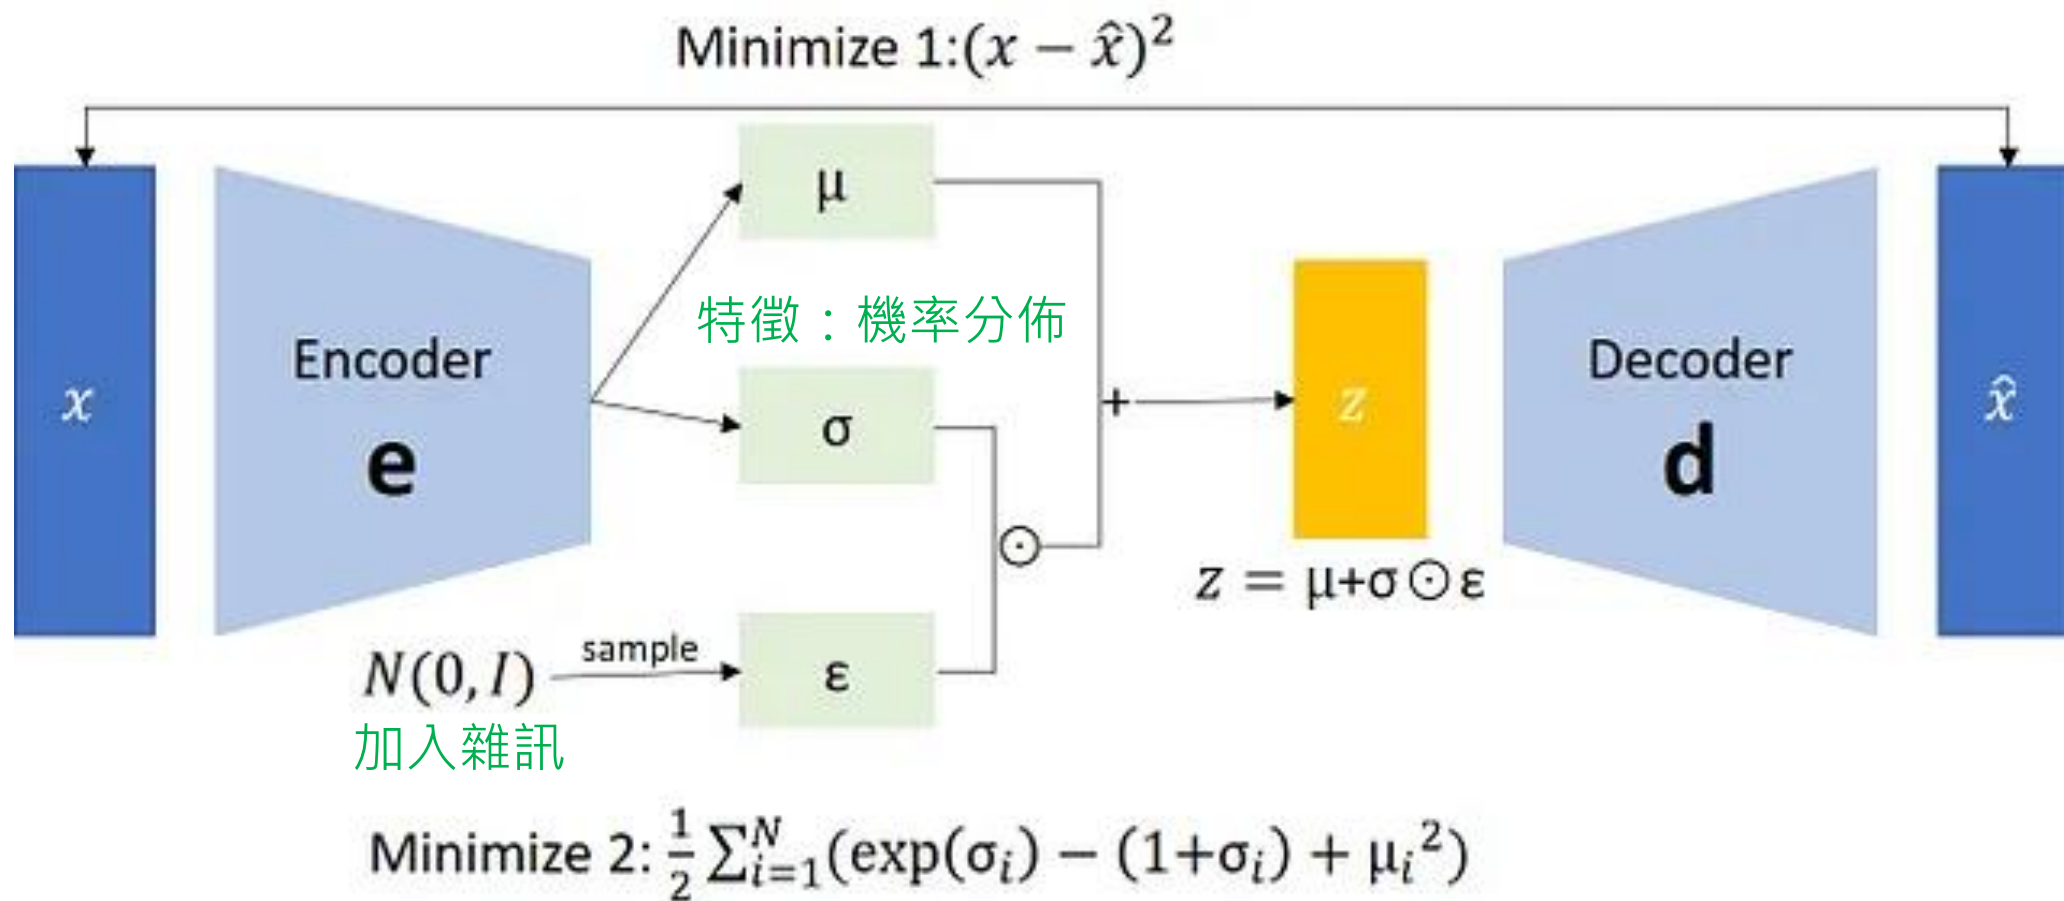 Minimize 1:(x − x̂)²
μ
特徵：機率分佈
Encoder
e
x
σ
+
z
Decoder
d
x̂
⊙
z = μ+σ⊙ε
N(0, I)
sample
ε
加入雜訊
Minimize 2: ½ ∑ᵢ₌₁ᴺ(exp(σᵢ) − (1+σᵢ) + μᵢ²)